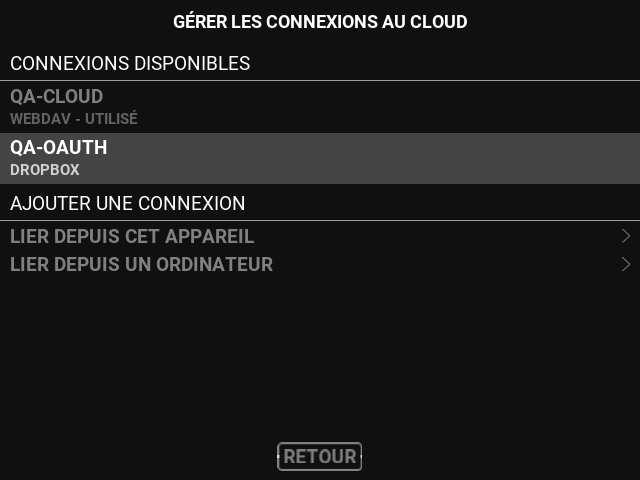 GÉRER LES CONNEXIONS AU CLOUD
CONNEXIONS DISPONIBLES
QA-CLOUD
WEBDAV - UTILISÉ
QA-OAUTH
DROPBOX
AJOUTER UNE CONNEXION
LIER DEPUIS CET APPAREIL
LIER DEPUIS UN ORDINATEUR
RETOUR